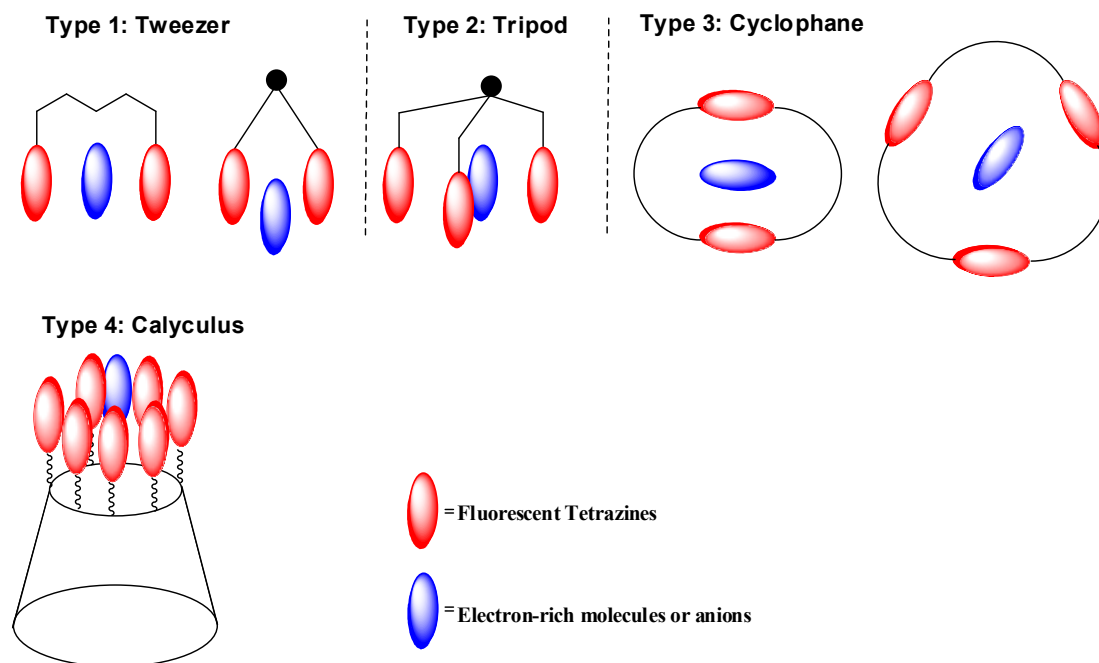 Type 1: Tweezer
Type 2: Tripod
Type 3: Cyclophane
Type 4: Calyculus
=Fluorescent Tetrazines
=Electron-rich molecules or anions